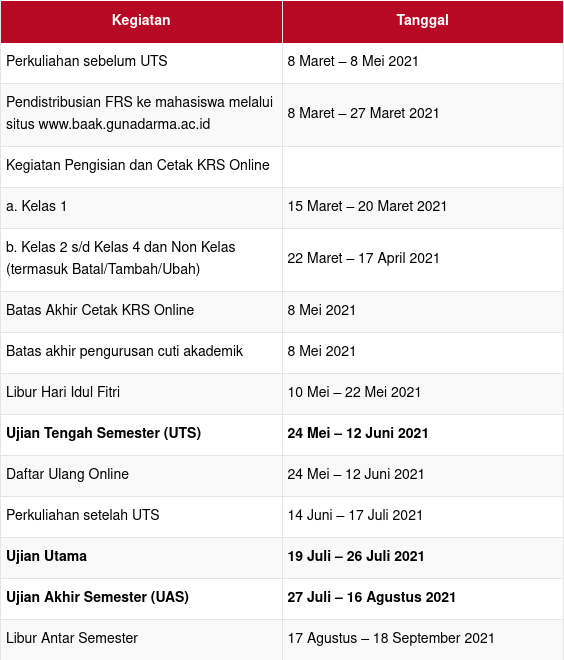 Kegiatan Tanggal
Perkuliahan sebelum UTS 8 Maret – 8 Mei 2021
Pendistribusian FRS ke mahasiswa melalui
situs www.baak.gunadarma.ac.id 8 Maret – 27 Maret 2021
Kegiatan Pengisian dan Cetak KRS Online
a. Kelas 1 15 Maret – 20 Maret 2021
b. Kelas 2 s/d Kelas 4 dan Non Kelas
(termasuk Batal/Tambah/Ubah) 22 Maret – 17 April 2021
Batas Akhir Cetak KRS Online 8 Mei 2021
Batas akhir pengurusan cuti akademik 8 Mei 2021
Libur Hari Idul Fitri 10 Mei – 22 Mei 2021
Ujian Tengah Semester (UTS) 24 Mei – 12 Juni 2021
Daftar Ulang Online 24 Mei – 12 Juni 2021
Perkuliahan setelah UTS 14 Juni – 17 Juli 2021
Ujian Utama 19 Juli – 26 Juli 2021
Ujian Akhir Semester (UAS) 27 Juli – 16 Agustus 2021
Libur Antar Semester 17 Agustus – 18 September 2021